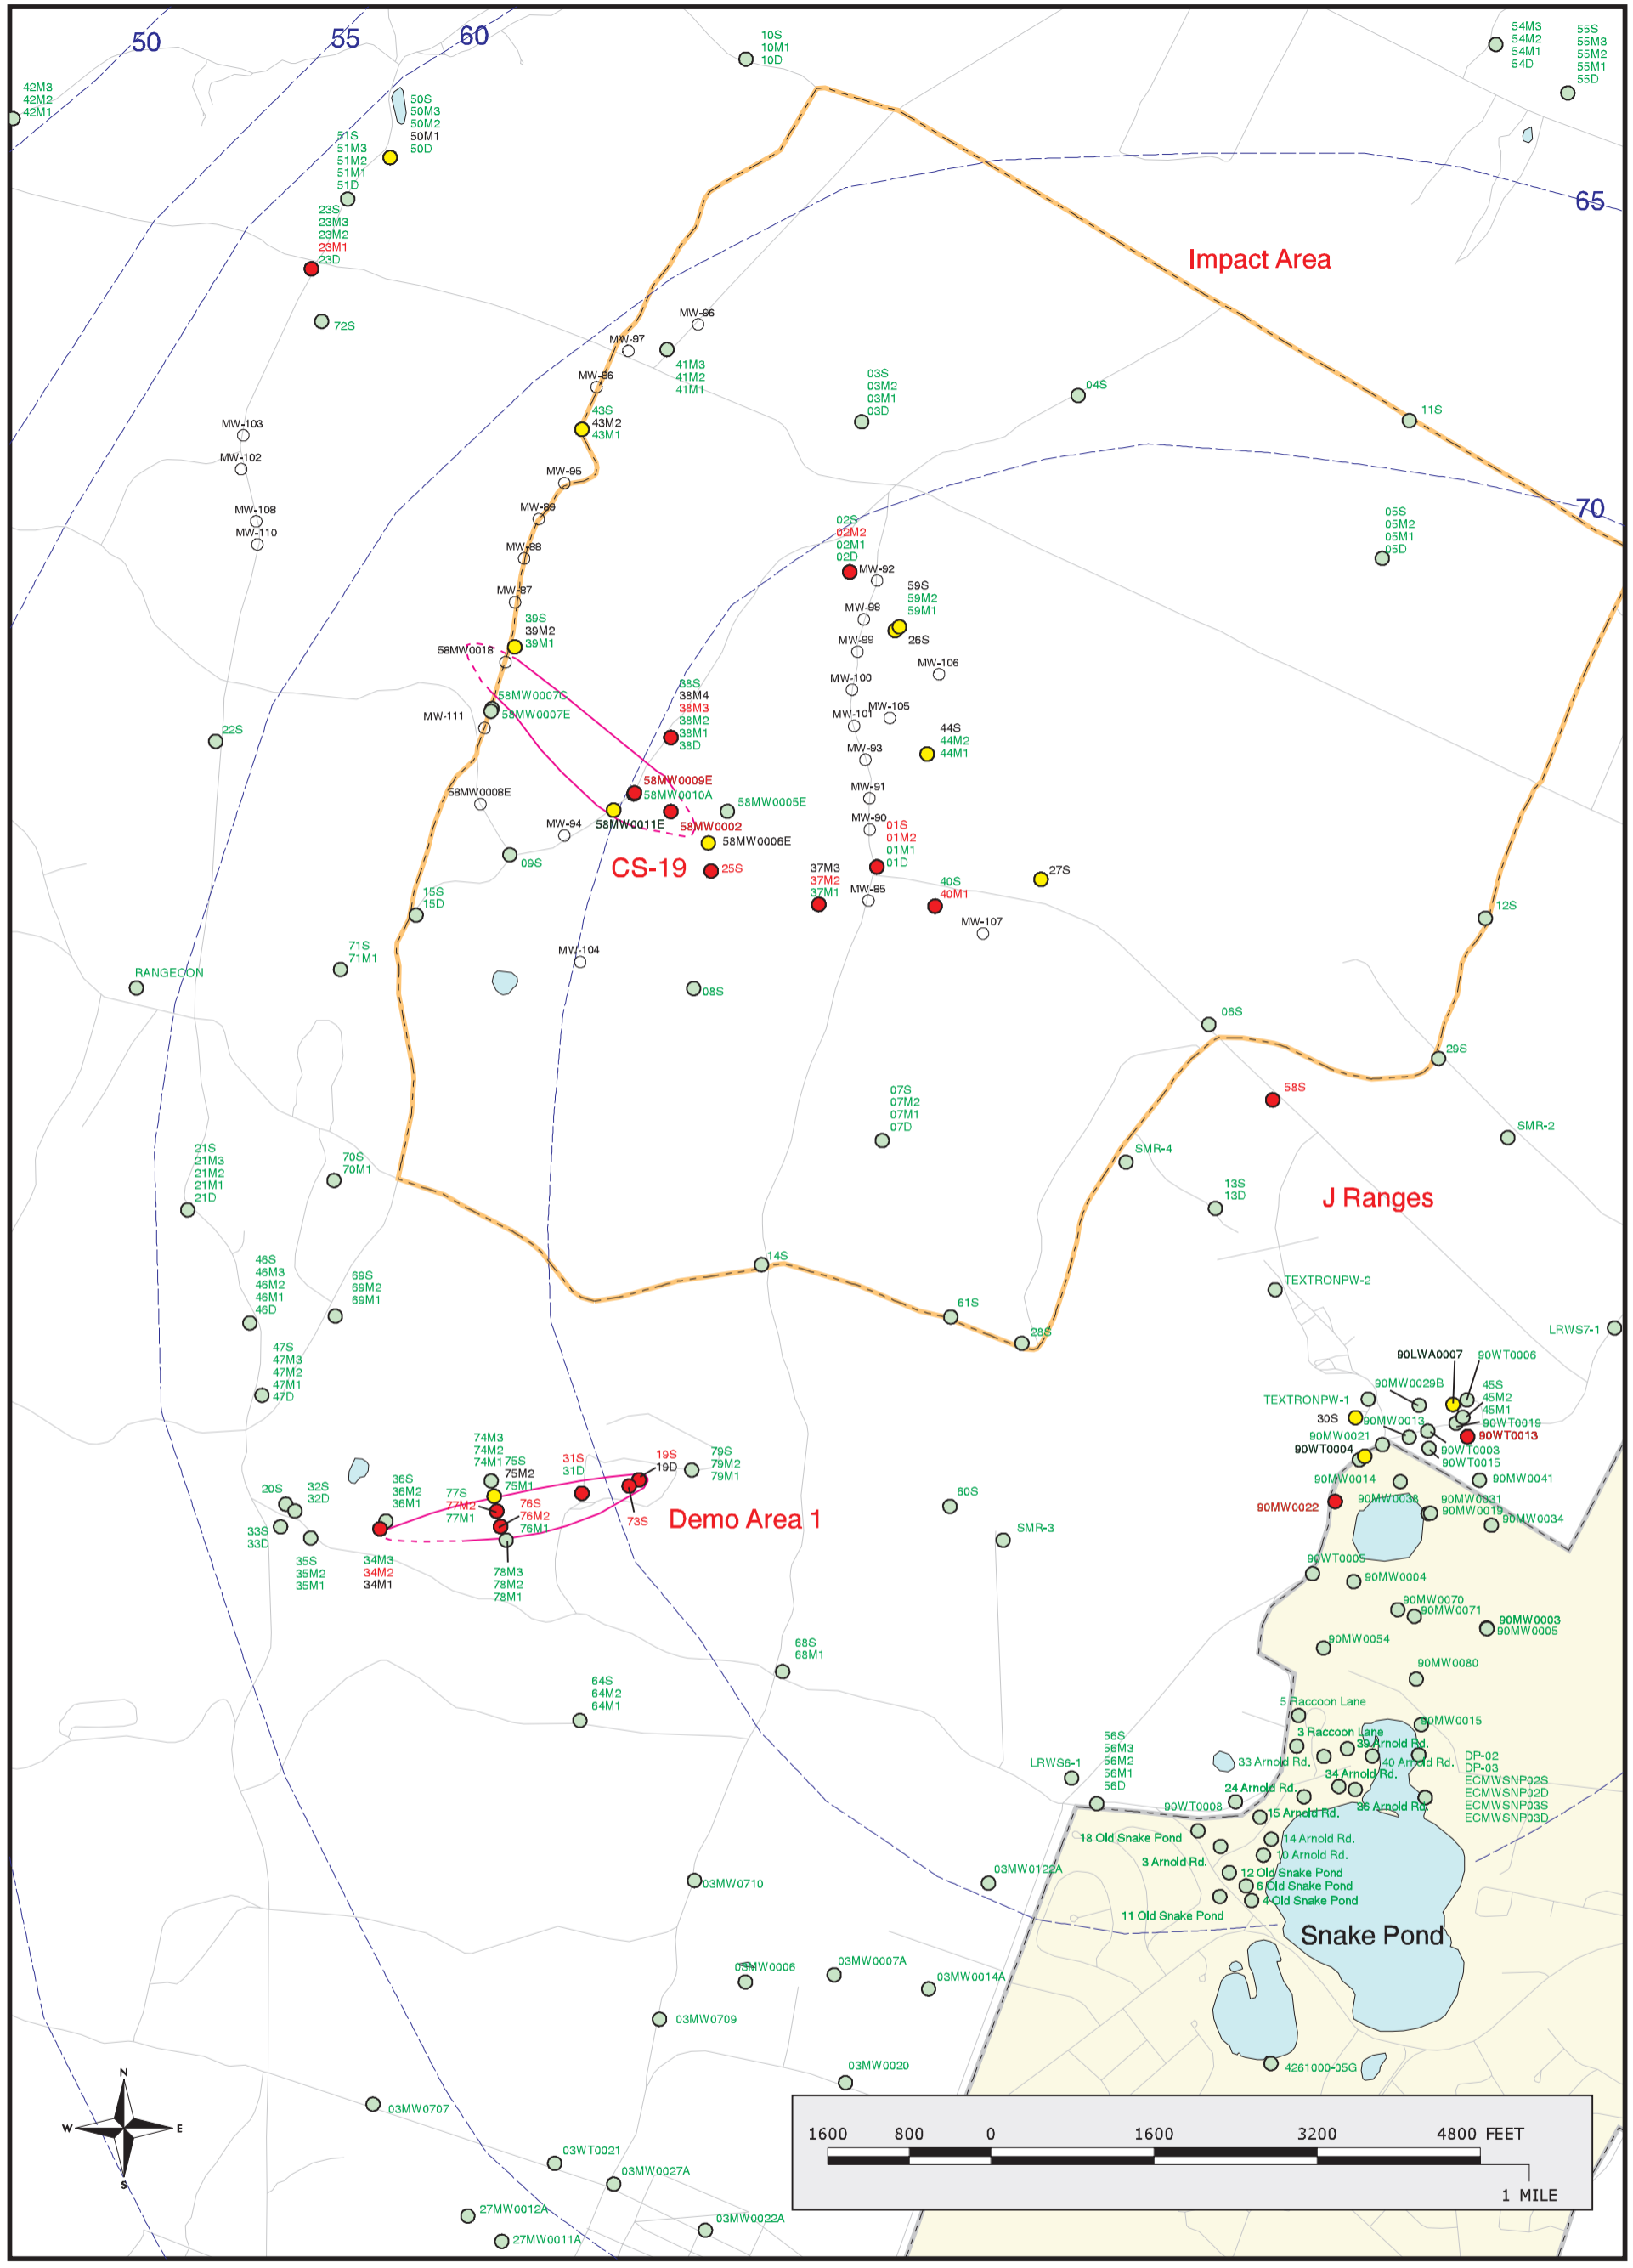 50
55
60
10S
10M1
10D
54M3
54M2
54M1
54D
55S
55M3
55M2
55M1
55D
42M3
42M2
42M1
50S
50M3
50M2
50M1
50D
51S
51M3
51M2
51M1
51D
65
23S
23M3
23M2
23M1
23D
Impact Area
72S
MW-96
MW-97
41M3
41M2
41M1
MW-86
03S
03M2
03M1
03D
04S
11S
43S
43M2
43M1
MW-103
MW-102
MW-95
70
MW-108
MW-110
MW-89
MW-88
MW-87
02S
02M2
02M1
02D
05S
05M2
05M1
05D
MW-92
59S
59M2
59M1
MW-98
26S
MW-99
39S
39M2
39M1
58MW0018
MW-106
MW-100
58MW0007C
58MW0007E
MW-111
38S
38M4
38M3
38M2
38M1
38D
MW-105
MW-101
44S
44M2
44M1
22S
MW-93
58MW0009E
58MW0010A
58MW0008E
58MW0005E
MW-91
58MW0011E
58MW0002
MW-90
MW-94
58MW0006E
01S
01M2
01M1
01D
CS-19
09S
25S
37M3
37M2
37M1
27S
40S
40M1
MW-85
15S
15D
12S
MW-107
71S
71M1
MW-104
RANGECON
08S
06S
29S
58S
07S
07M2
07M1
07D
SMR-2
SMR-4
21S
21M3
21M2
21M1
21D
70S
70M1
13S
13D
J Ranges
14S
46S
46M3
46M2
46M1
46D
69S
69M2
69M1
TEXTRONPW-2
61S
28S
LRWS7-1
47S
47M3
47M2
47M1
47D
90LWA0007
90WT0006
90MW0029B
45S
45M2
45M1
TEXTRONPW-1
30S
90MW0013
90WT0019
90WT0013
90MW0021
90WT0004
90WT0003
90WT0015
74M3
74M2
74M1
75S
75M2
75M1
31S
31D
19S
19D
79S
79M2
79M1
90MW0014
90MW0041
20S
32S
32D
36S
36M2
36M1
77S
77M2
77M1
76S
76M2
76M1
73S
Demo Area 1
60S
90MW0022
90MW0038
90MW0031
90MW0019
90MW0034
33S
33D
SMR-3
35S
35M2
35M1
34M3
34M2
34M1
78M3
78M2
78M1
90WT0005
90MW0004
90MW0070
90MW0071
90MW0003
90MW0005
90MW0054
68S
68M1
90MW0080
64S
64M2
64M1
5 Raccoon Lane
90MW0015
3 Raccoon Lane
39 Arnold Rd.
33 Arnold Rd.
40 Arnold Rd.
56S
56M3
56M2
56M1
56D
LRWS6-1
DP-02
DP-03
ECMWSNP02S
ECMWSNP02D
ECMWSNP03S
ECMWSNP03D
34 Arnold Rd.
24 Arnold Rd.
36 Arnold Rd.
90WT0008
15 Arnold Rd.
18 Old Snake Pond
14 Arnold Rd.
10 Arnold Rd.
3 Arnold Rd.
12 Old Snake Pond
6 Old Snake Pond
4 Old Snake Pond
11 Old Snake Pond
03MW0710
03MW0122A
Snake Pond
03MW0006
03MW0007A
03MW0014A
03MW0709
03MW0020
4261000-05G
03MW0707
N
W
E
S
1600 800 0 1600 3200 4800 FEET
1 MILE
03WT0021
03MW0027A
27MW0012A
27MW0011A
03MW0022A